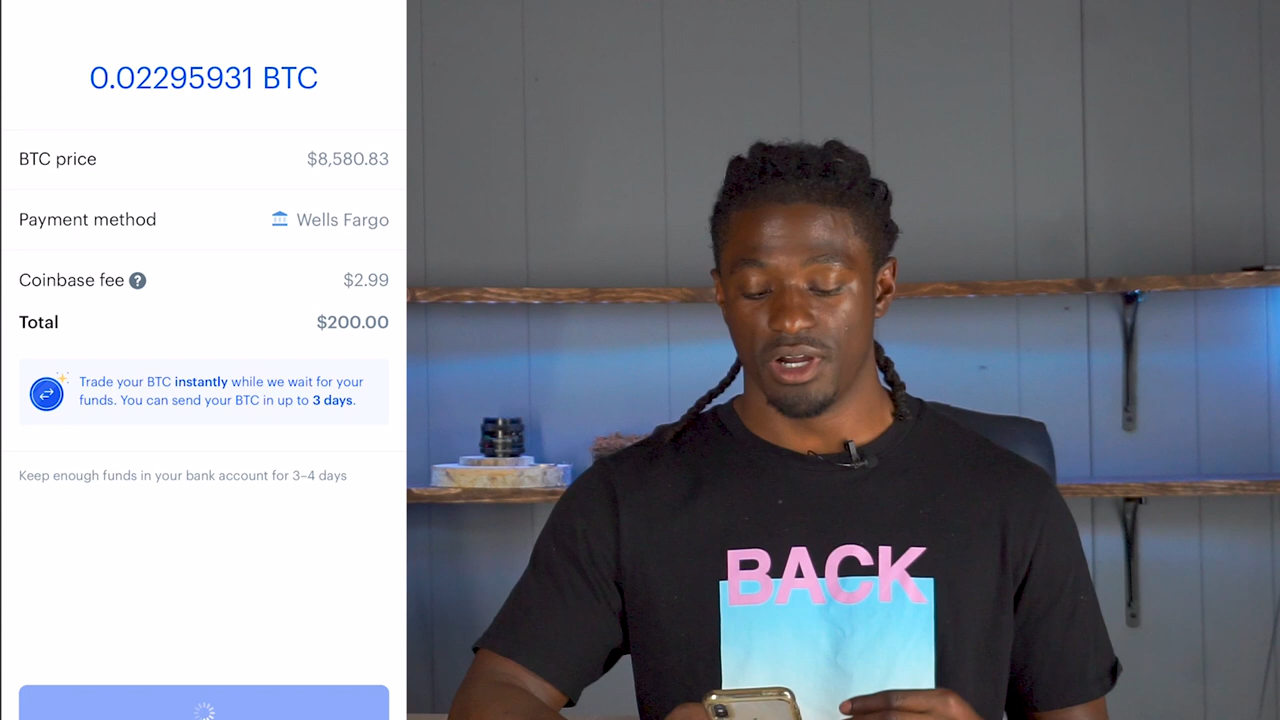 0.02295931 BTC
BTC price $8,580.83
Payment method Wells Fargo
Coinbase fee ? $2.99
Total $200.00
Trade your BTC instantly while we wait for your
funds. You can send your BTC in up to 3 days.
Keep enough funds in your bank account for 3–4 days
BACK